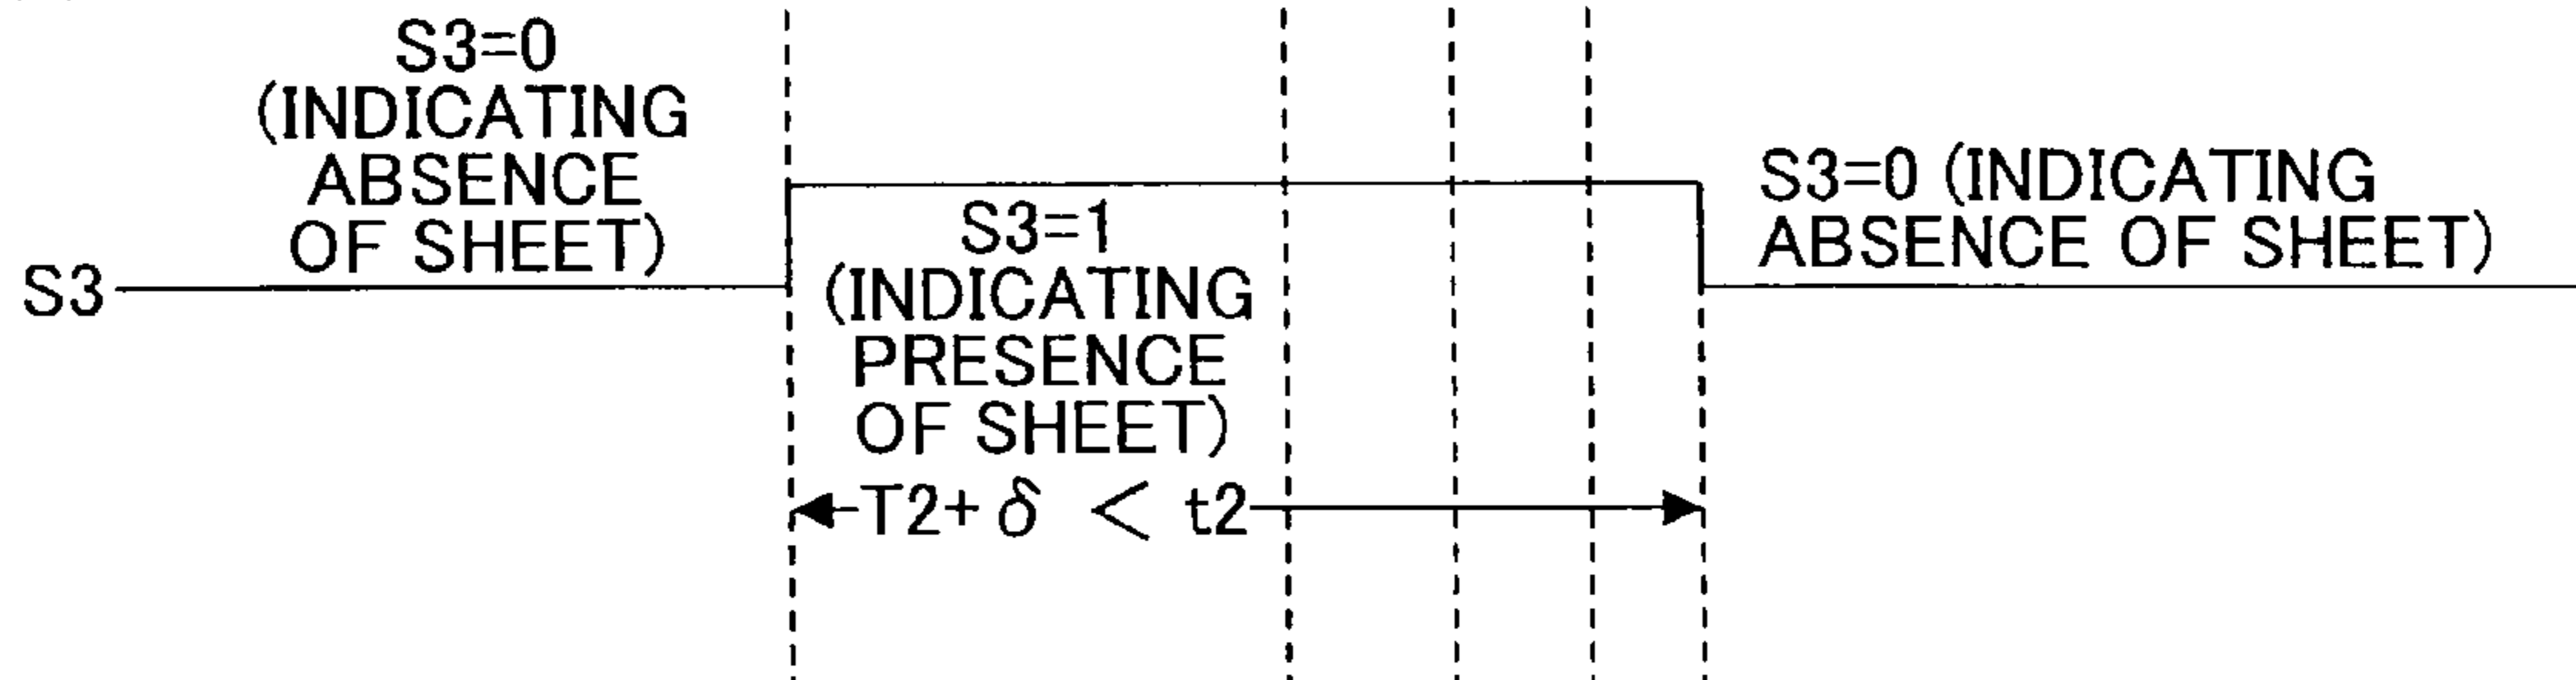 S3=0
(INDICATING
ABSENCE
OF SHEET)
S3
S3=1
(INDICATING
PRESENCE
OF SHEET)
T2+δ < t2
S3=0 (INDICATING
ABSENCE OF SHEET)